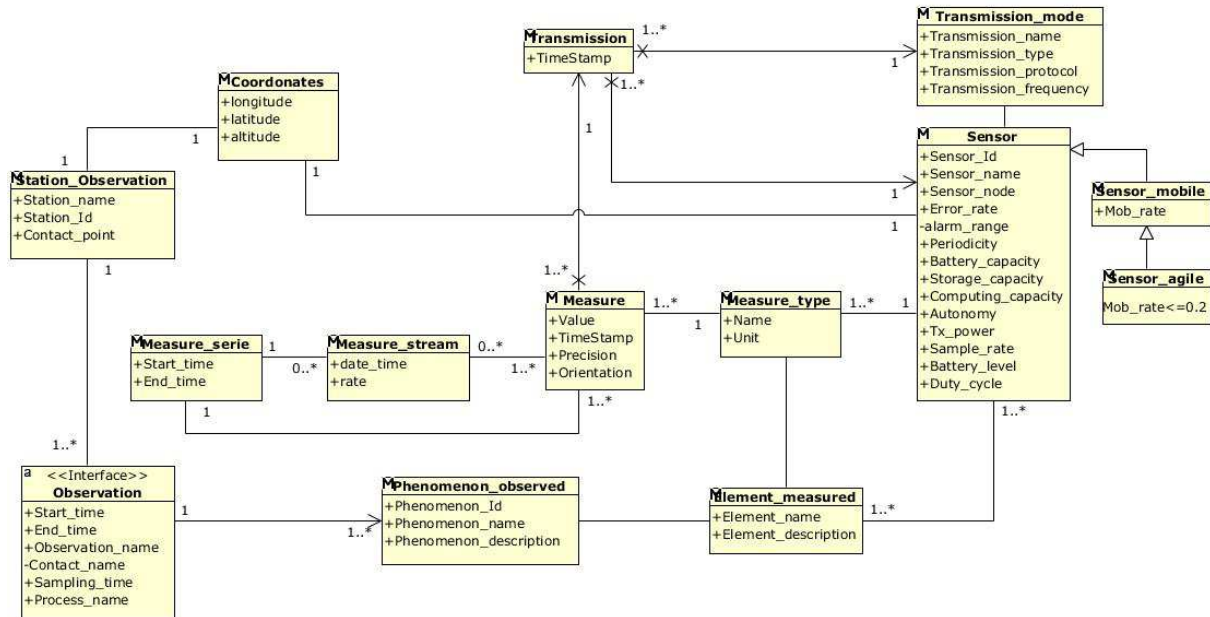 M Transmission
+TimeStamp
1..*
1
M Transmission_mode
+Transmission_name
+Transmission_type
+Transmission_protocol
+Transmission_frequency
1..*
1
1
M Coordonates
+longitude
+latitude
+altitude
1
1
1
1
M Station_Observation
+Station_name
+Station_Id
+Contact_point
1
M Sensor
+Sensor_Id
+Sensor_name
+Sensor_node
+Error_rate
-alarm_range
+Periodicity
+Battery_capacity
+Storage_capacity
+Computing_capacity
+Autonomy
+Tx_power
+Sample_rate
+Battery_level
+Duty_cycle
M Sensor_mobile
+Mob_rate
M Sensor_agile
Mob_rate<=0.2
1..*
M Measure
+Value
+TimeStamp
+Precision
+Orientation
1..*
1
M Measure_type
+Name
+Unit
1..*
1
M Measure_serie
+Start_time
+End_time
1
0..*
M Measure_stream
+date_time
+rate
0..*
1..*
1
1..*
1..*
1..*
a
<<Interface>>
Observation
+Start_time
+End_time
+Observation_name
-Contact_name
+Sampling_time
+Process_name
1
1..*
M Phenomenon_observed
+Phenomenon_Id
+Phenomenon_name
+Phenomenon_description
M Element_measured
+Element_name
+Element_description
1..*